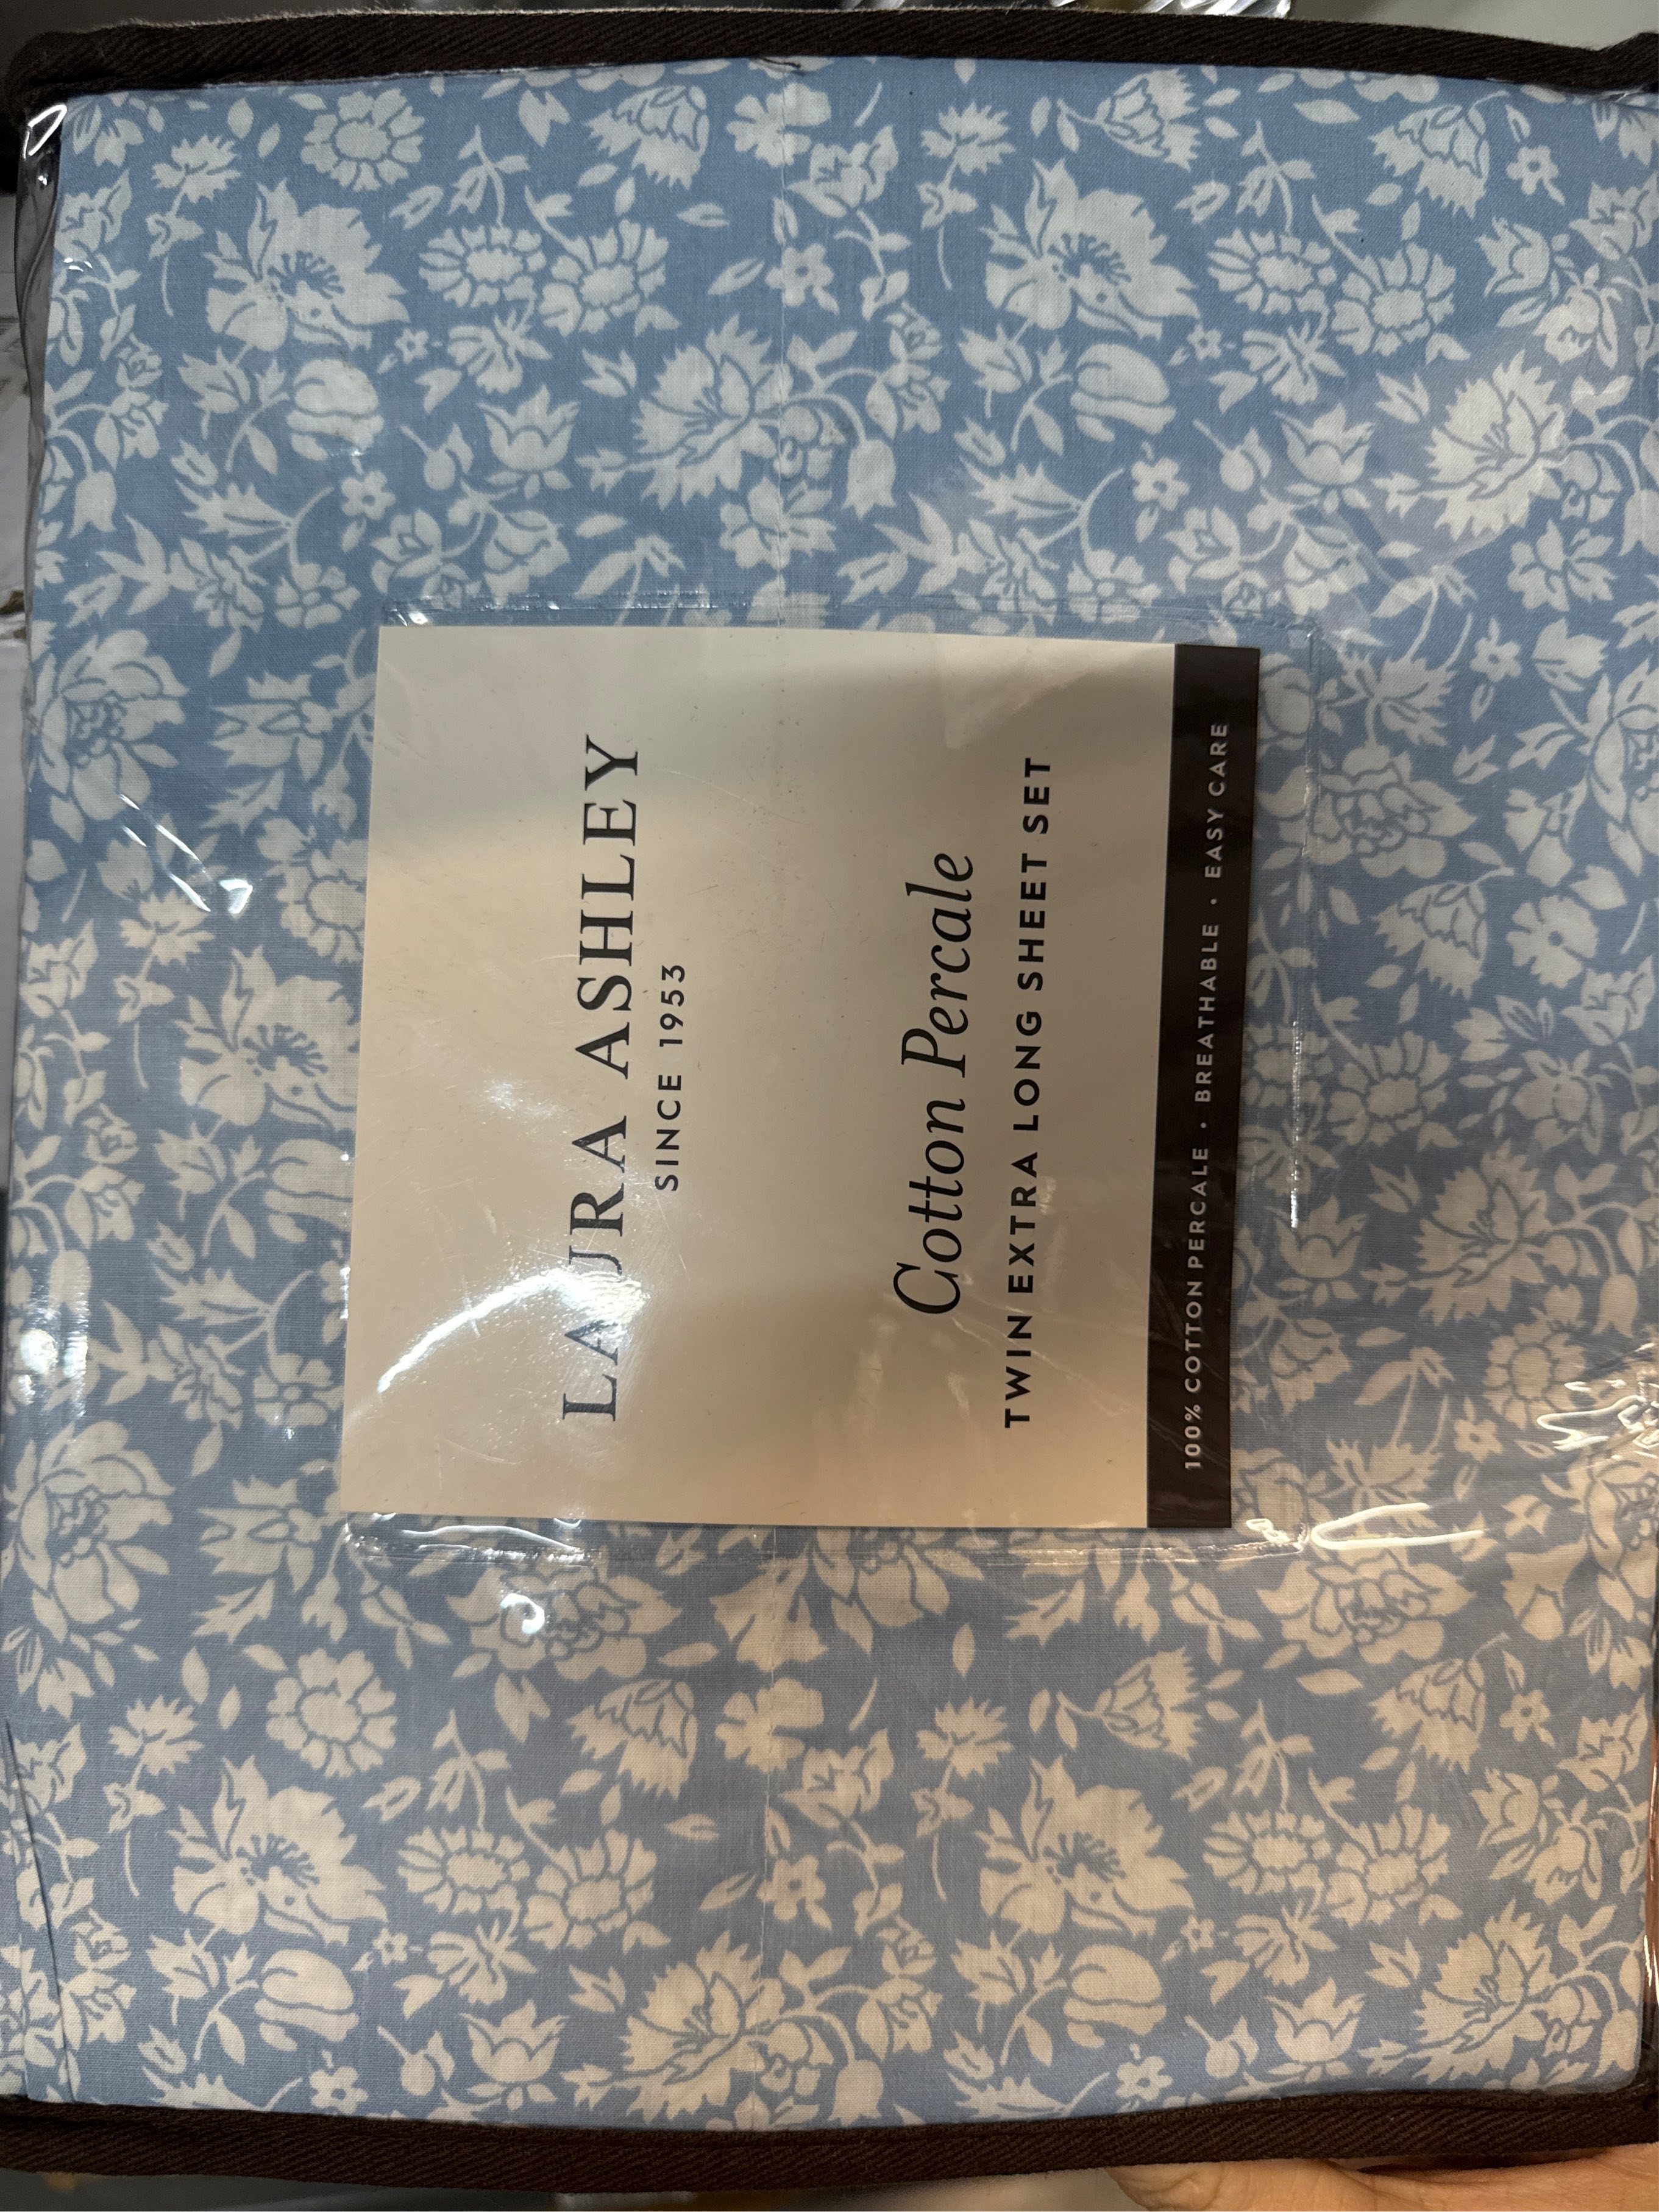 LAURA ASHLEY
SINCE 1953
Cotton Percale
TWIN EXTRA LONG SHEET SET
100% COTTON PERCALE • BREATHABLE • EASY CARE